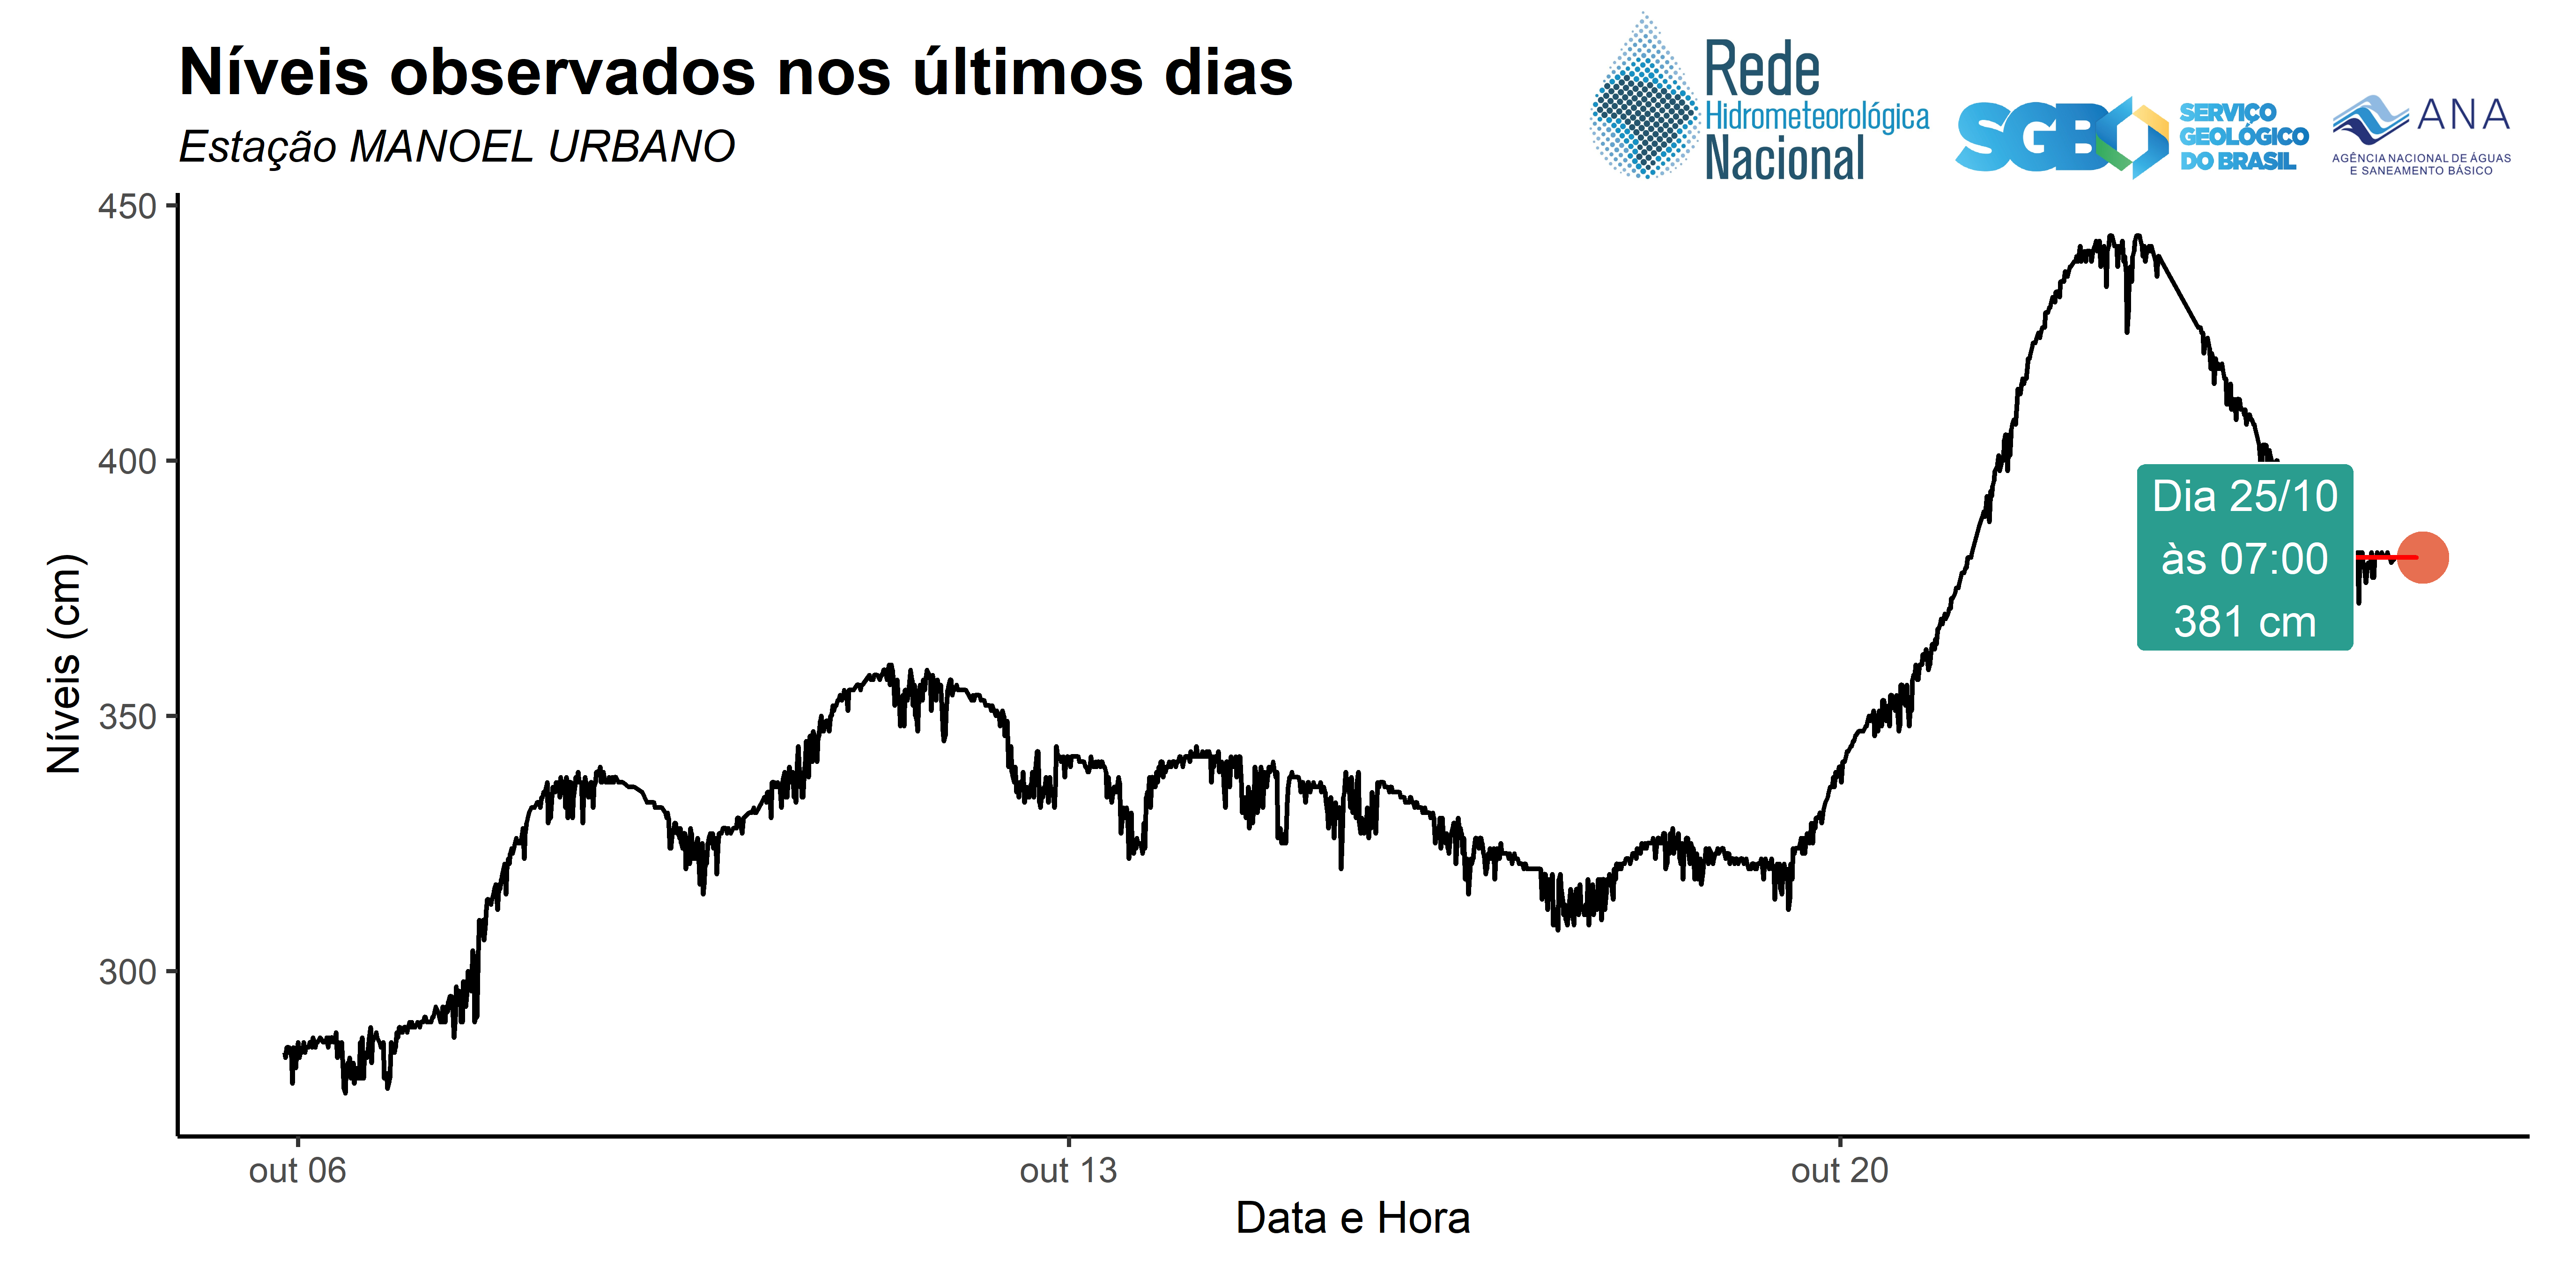 Níveis observados nos últimos dias
Estação MANOEL URBANO
Rede
Hidrometeorológica
Nacional
SGB
SERVIÇO
GEOLÓGICO
DO BRASIL
ANA
AGÊNCIA NACIONAL DE ÁGUAS
E SANEAMENTO BÁSICO
Níveis (cm)
450
400
350
300
Dia 25/10
às 07:00
381 cm
out 06
out 13
out 20
Data e Hora